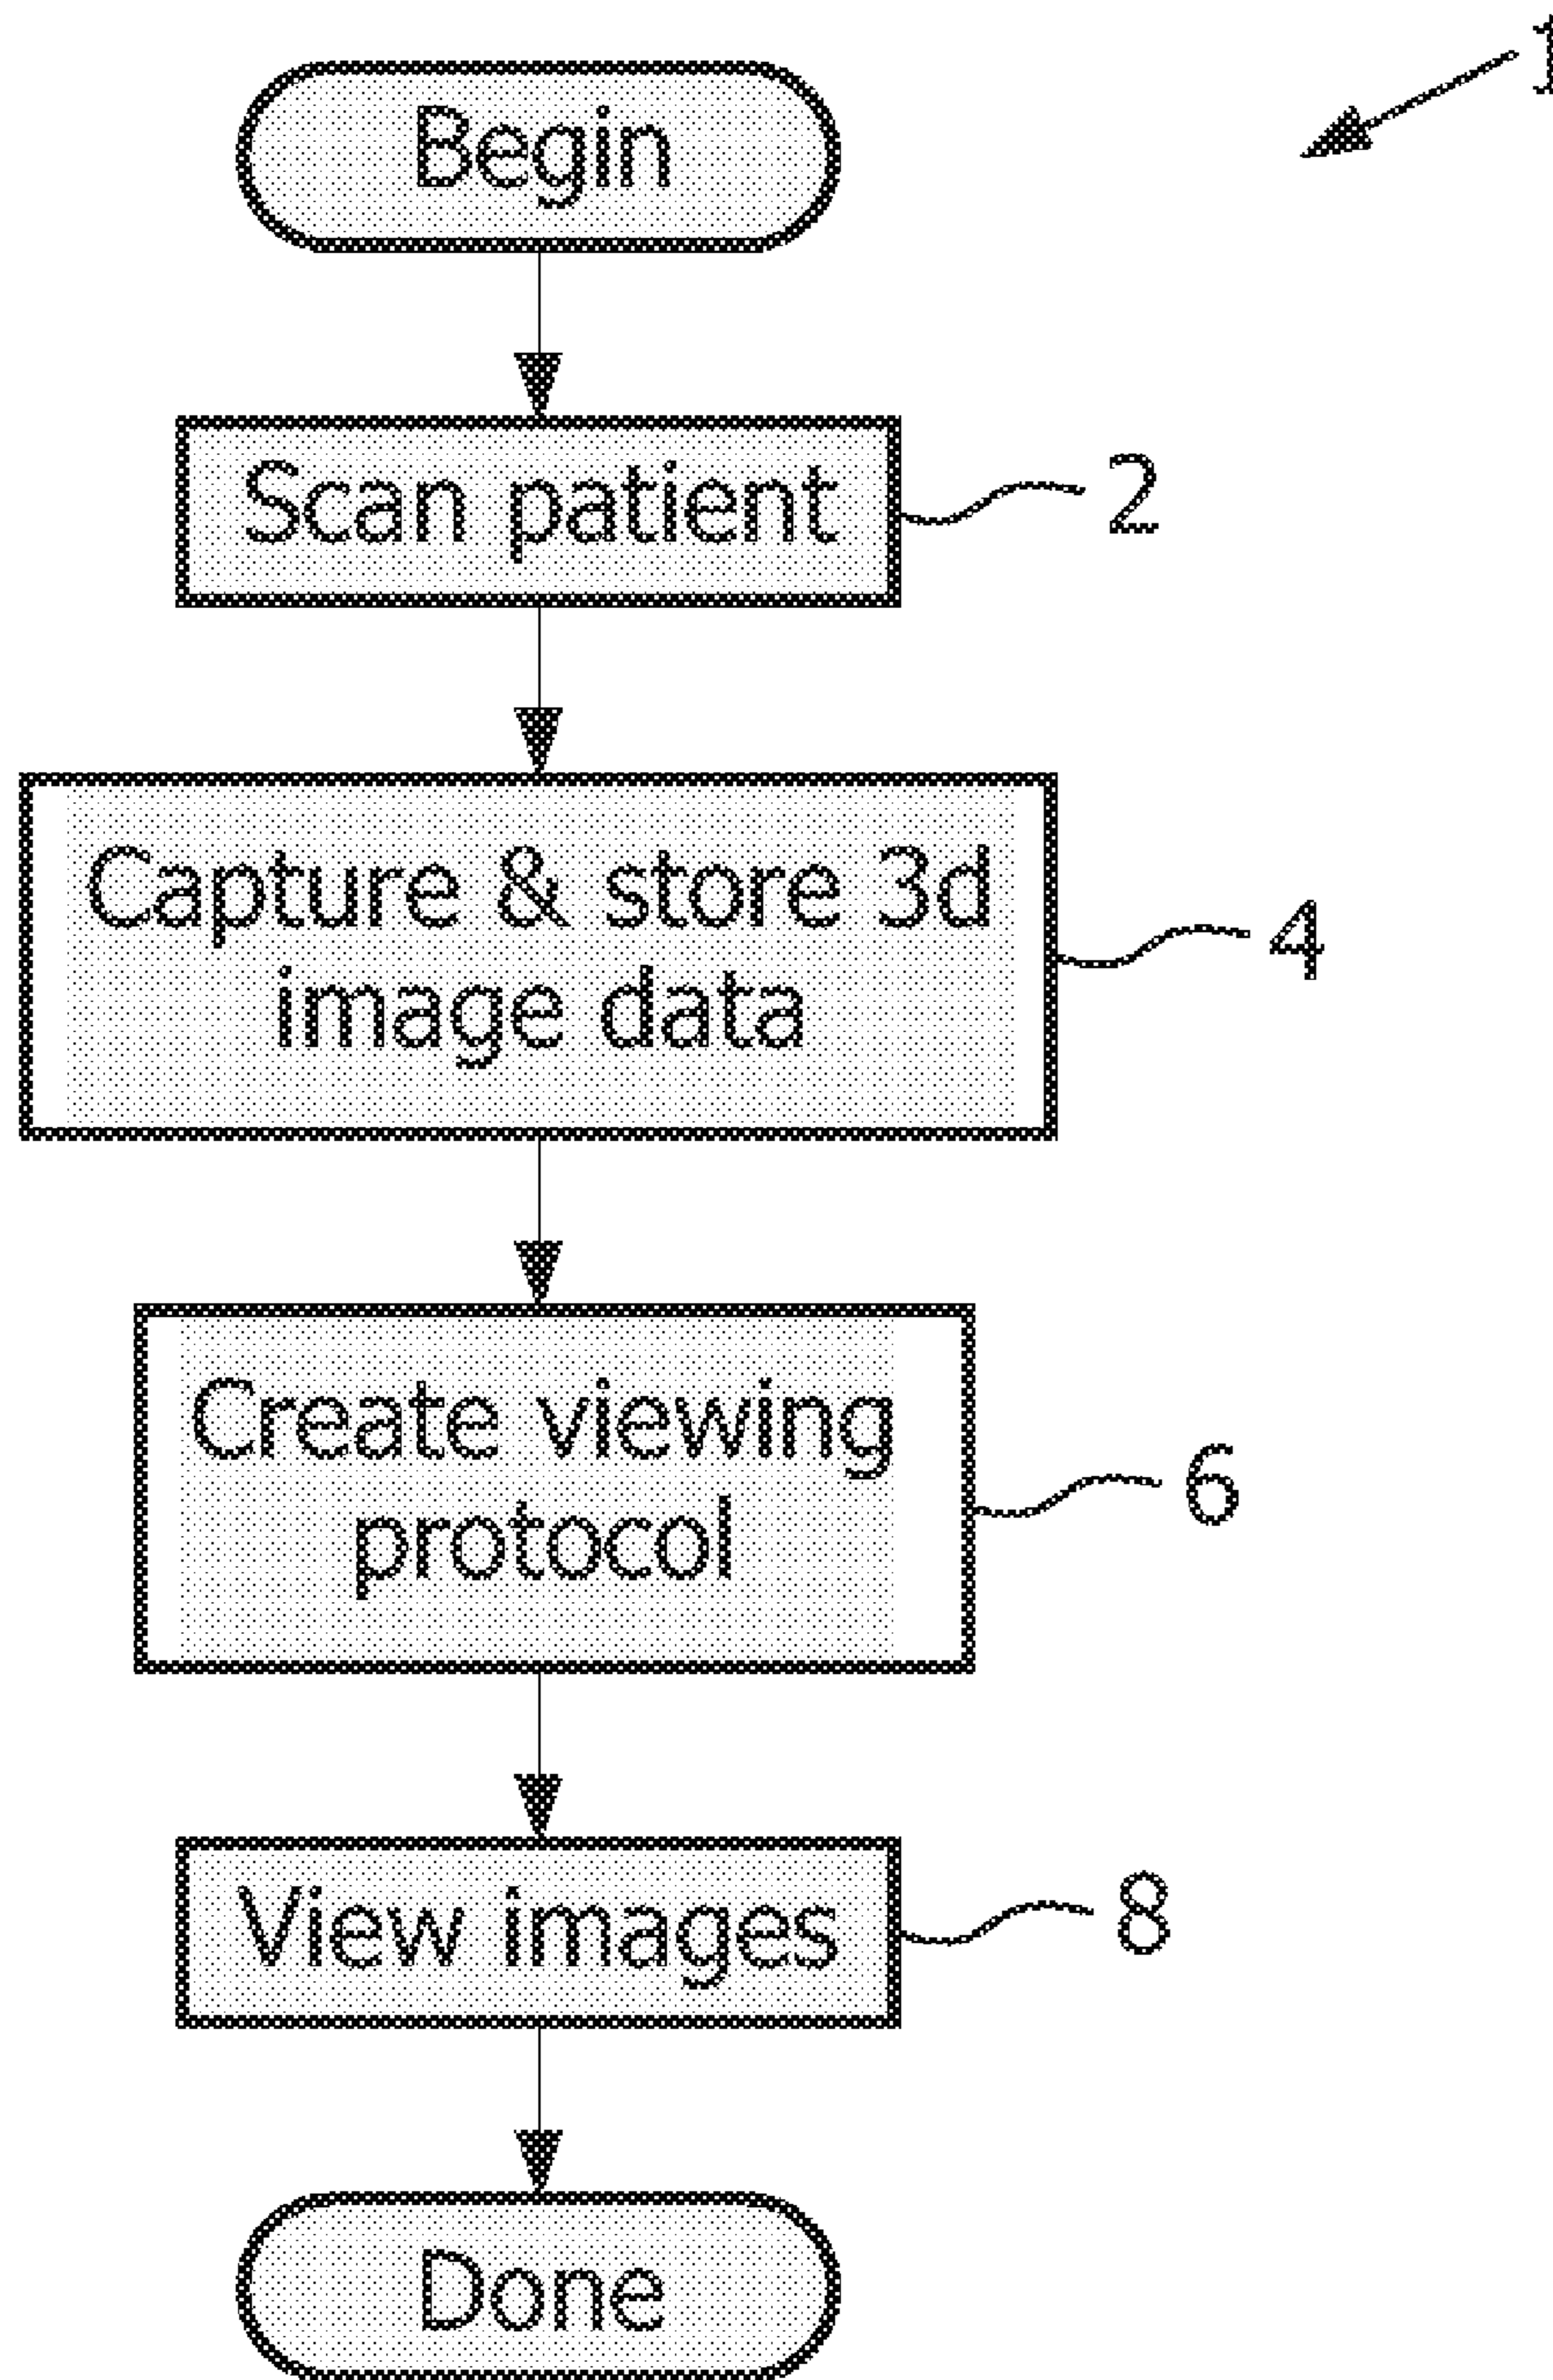 1
Begin
Scan patient
2
Capture & store 3d
image data
4
Create viewing
protocol
6
View images
8
Done